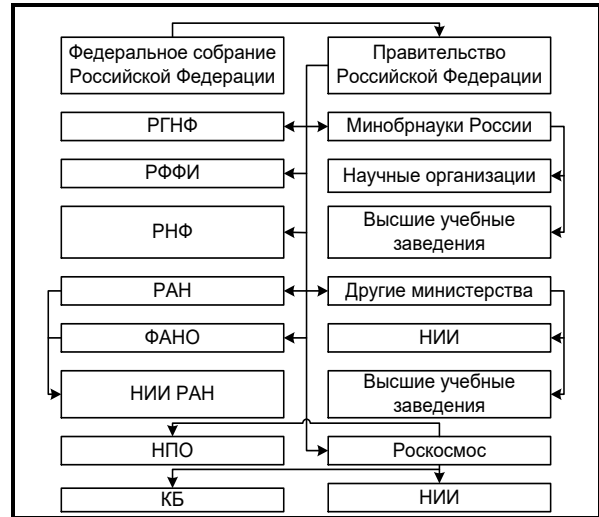 Федеральное собрание
Российской Федерации
Правительство
Российской Федерации
РГНФ
Минобрнауки России
РФФИ
Научные организации
РНФ
Высшие учебные
заведения
РАН
Другие министерства
ФАНО
НИИ
НИИ РАН
Высшие учебные
заведения
НПО
Роскосмос
КБ
НИИ